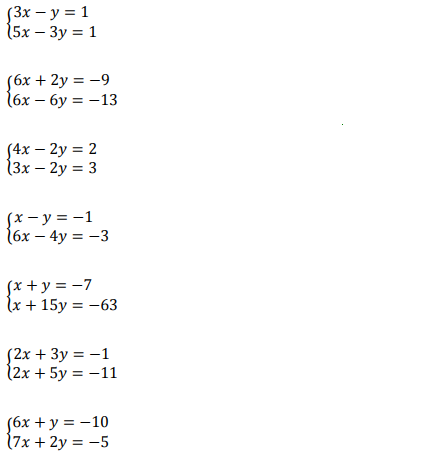 3x − y = 1
5x − 3y = 1
6x + 2y = −9
6x − 6y = −13
4x − 2y = 2
3x − 2y = 3
x − y = −1
6x − 4y = −3
x + y = −7
x + 15y = −63
2x + 3y = −1
2x + 5y = −11
6x + y = −10
7x + 2y = −5